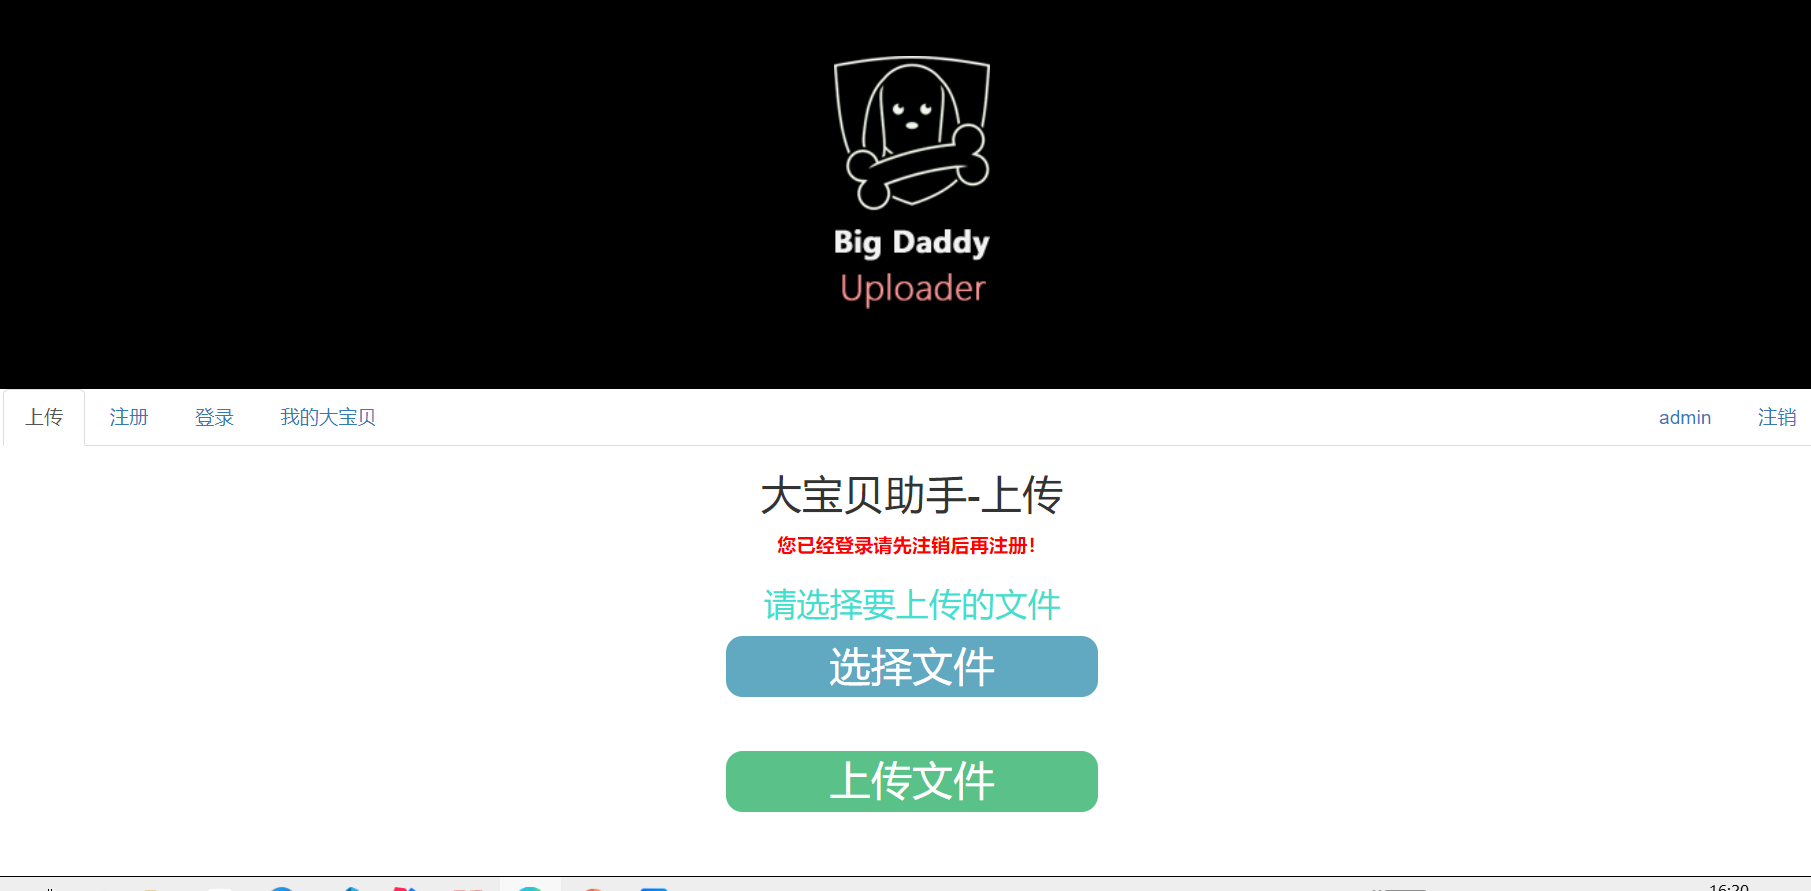 Big Daddy
Uploader
上传 注册 登录 我的大宝贝 admin 注销
大宝贝助手-上传
您已经登录请先注销后再注册!
请选择要上传的文件
选择文件
上传文件
16:20